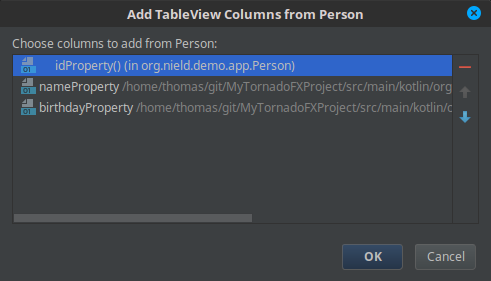 Add TableView Columns from Person
Choose columns to add from Person:
idProperty() (in org.nield.demo.app.Person)
nameProperty /home/thomas/git/MyTornadoFXProject/src/main/kotlin/org
birthdayProperty /home/thomas/git/MyTornadoFXProject/src/main/kotlin/o
OK
Cancel